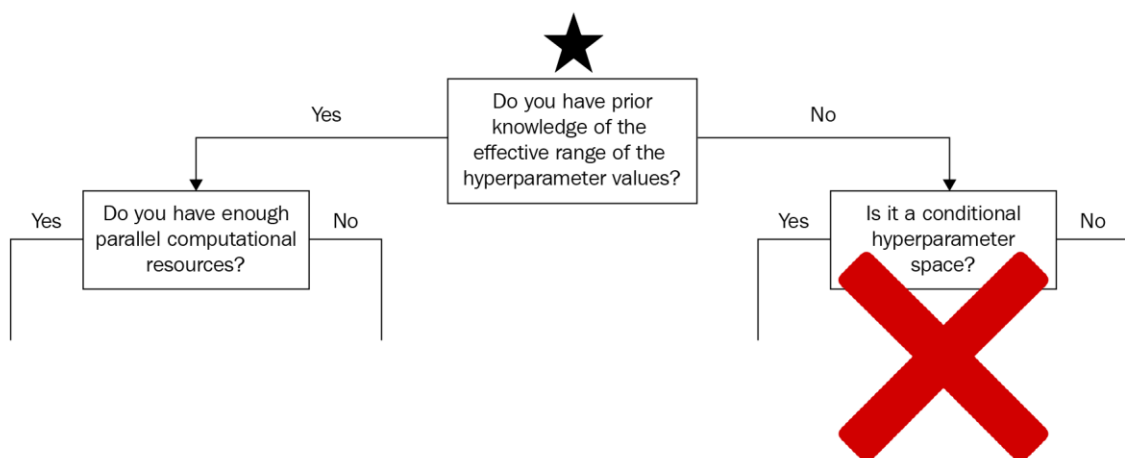 Do you have prior
knowledge of the
effective range of the
hyperparameter values?
Yes
No
Do you have enough
parallel computational
resources?
Yes
No
Is it a conditional
hyperparameter
space?
Yes
No